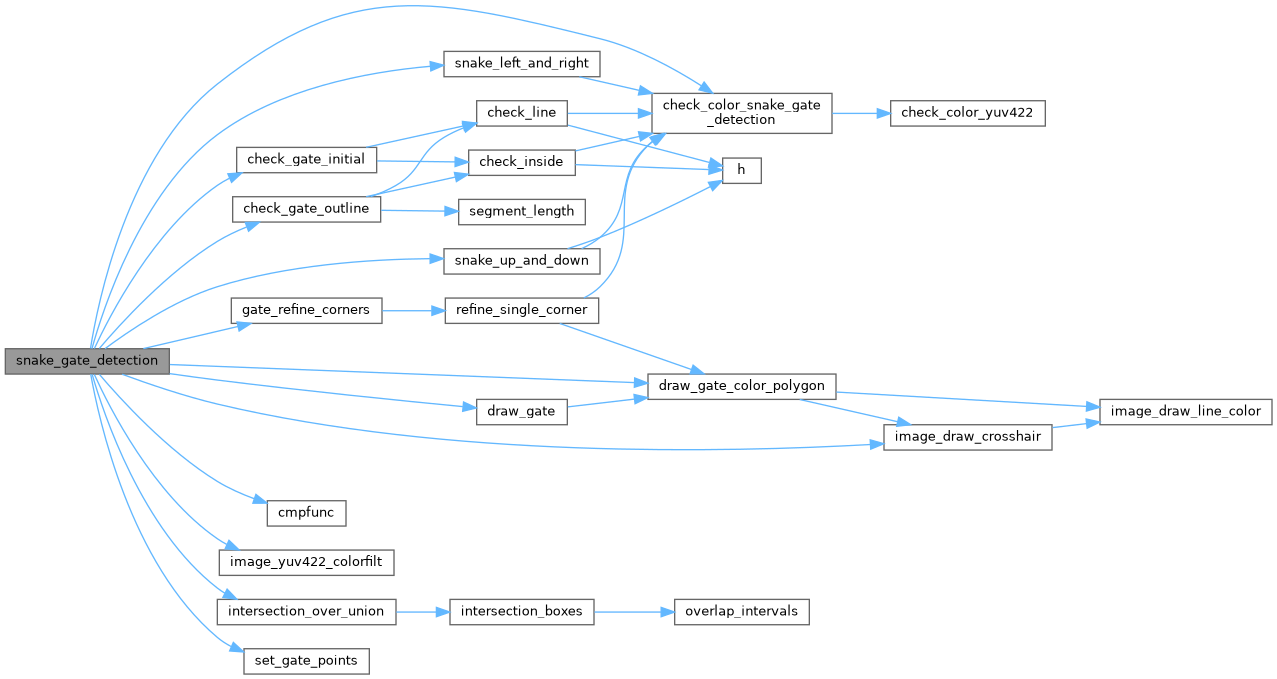 snake_left_and_right
check_color_snake_gate
_detection
check_color_yuv422
check_line
check_gate_initial
check_inside
h
check_gate_outline
segment_length
snake_up_and_down
gate_refine_corners
refine_single_corner
snake_gate_detection
draw_gate_color_polygon
draw_gate
image_draw_line_color
image_draw_crosshair
cmpfunc
image_yuv422_colorfilt
intersection_over_union
intersection_boxes
overlap_intervals
set_gate_points